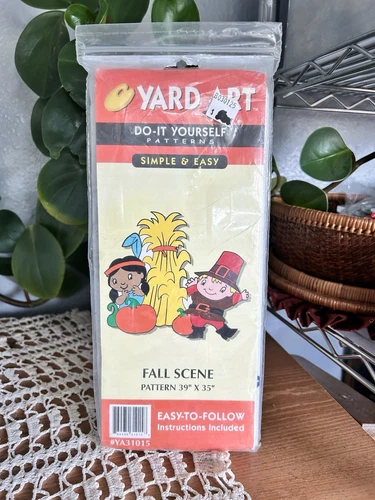 YARD ART
DO-IT YOURSELF
PATTERNS
SIMPLE & EASY
FALL SCENE
PATTERN 39" X 35"
EASY-TO-FOLLOW
Instructions Included
#YA31015